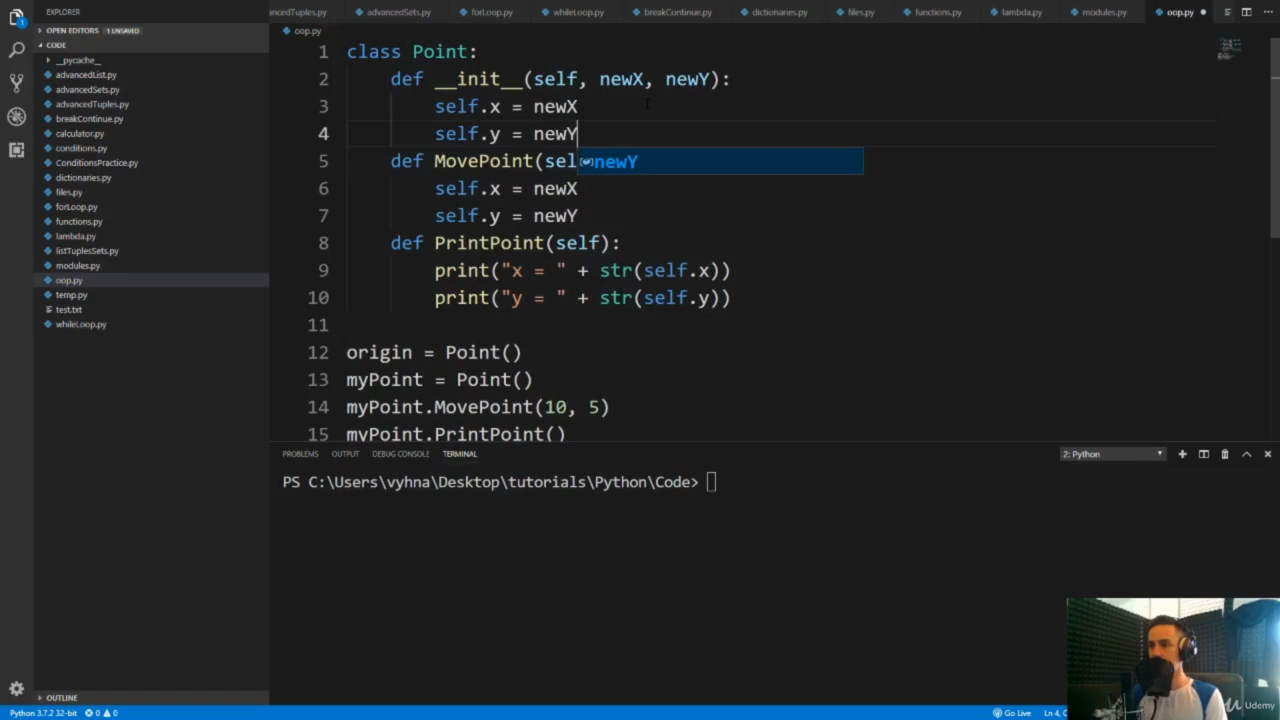 EXPLORER
ancedTuples.py
advancedSets.py
forLoop.py
whileLoop.py
breakContinue.py
dictionaries.py
files.py
functions.py
lambda.py
modules.py
oop.py
OPEN EDITORS 1 UNSAVED
CODE
__pycache__
advancedList.py
advancedSets.py
advancedTuples.py
breakContinue.py
calculator.py
conditions.py
ConditionsPractice.py
dictionaries.py
files.py
forLoop.py
functions.py
lambda.py
listTuplesSets.py
modules.py
oop.py
temp.py
test.txt
whileLoop.py
OUTLINE
oop.py
1 class Point:
2 def __init__(self, newX, newY):
3 self.x = newX
4 self.y = newY
5 def MovePoint(sel
newY
6 self.x = newX
7 self.y = newY
8 def PrintPoint(self):
9 print("x = " + str(self.x))
10 print("y = " + str(self.y))
11
12 origin = Point()
13 myPoint = Point()
14 myPoint.MovePoint(10, 5)
15 myPoint.PrintPoint()
PROBLEMS OUTPUT DEBUG CONSOLE TERMINAL
2: Python
PS C:\Users\vyhna\Desktop\tutorials\Python\Code>
Udemy
Python 3.7.2 32-bit 0 0
Go Live Ln 4,